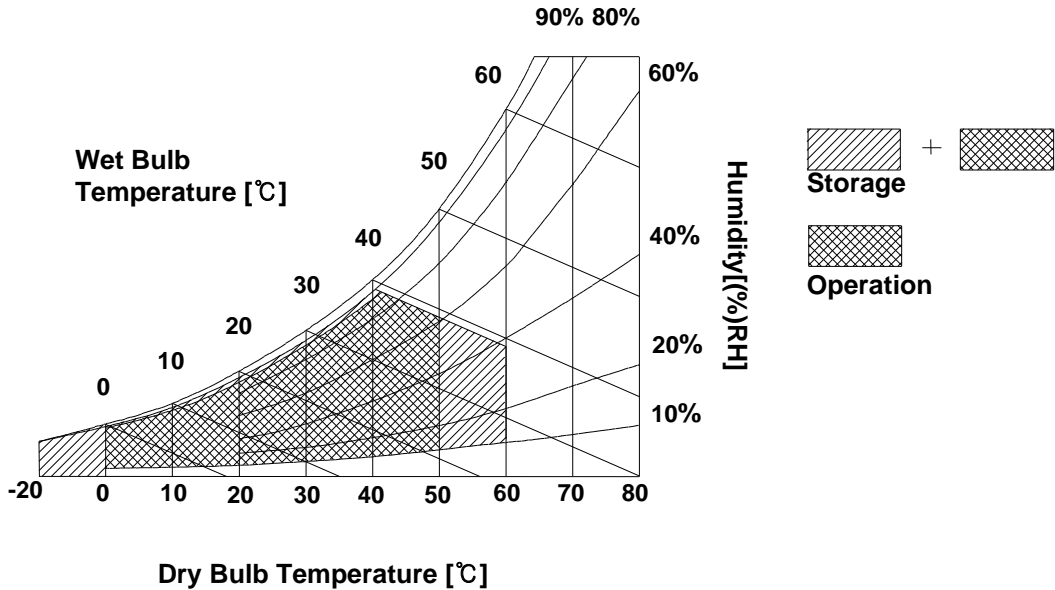 90% 80%
60
60%
50
Wet Bulb
Temperature [℃]
40
40%
30
20
20%
10
0
10%
-20 0 10 20 30 40 50 60 70 80
Dry Bulb Temperature [℃]
Humidity[(%)RH]
+
Storage
Operation